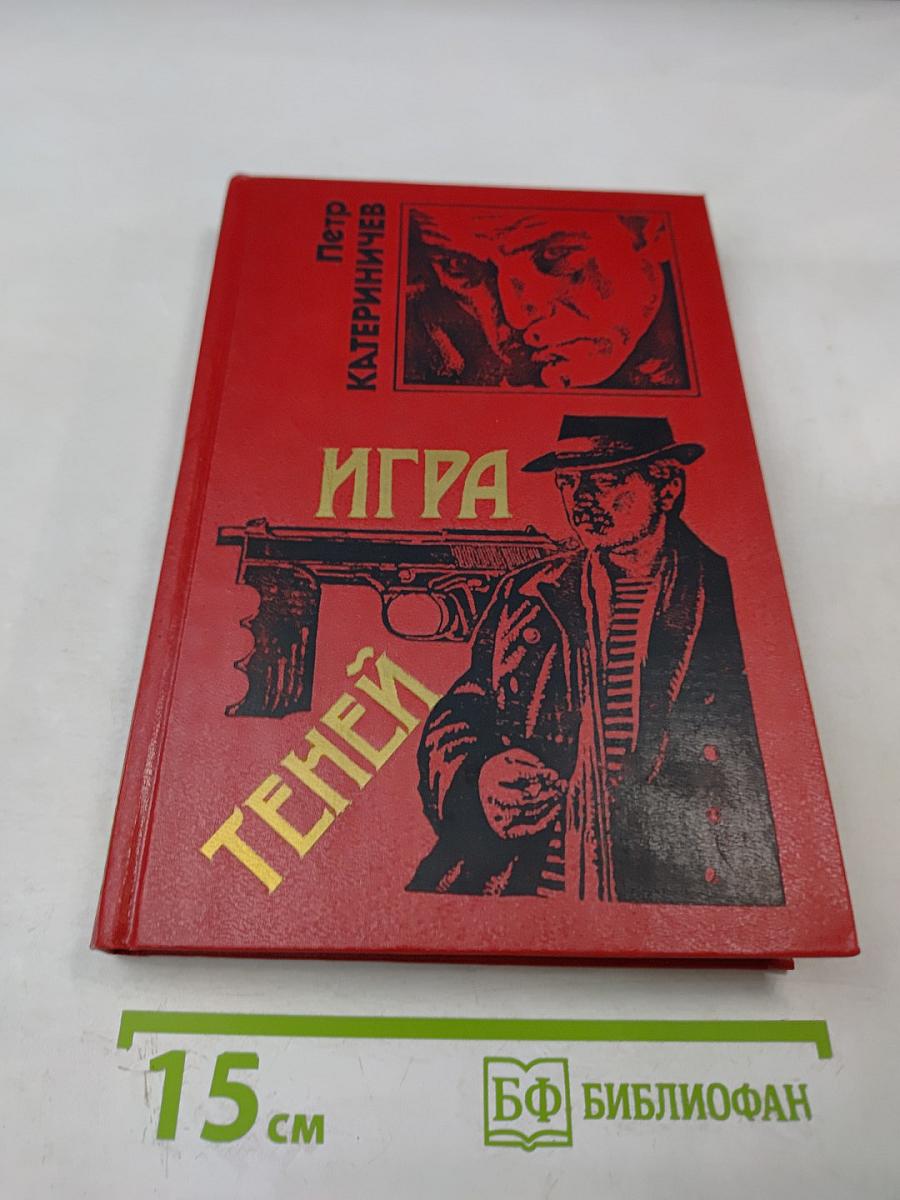 Петр
КАТЕРИНИЧЕВ
ИГРА
ТЕНЕЙ
15 см
БФ БИБЛИОФАН